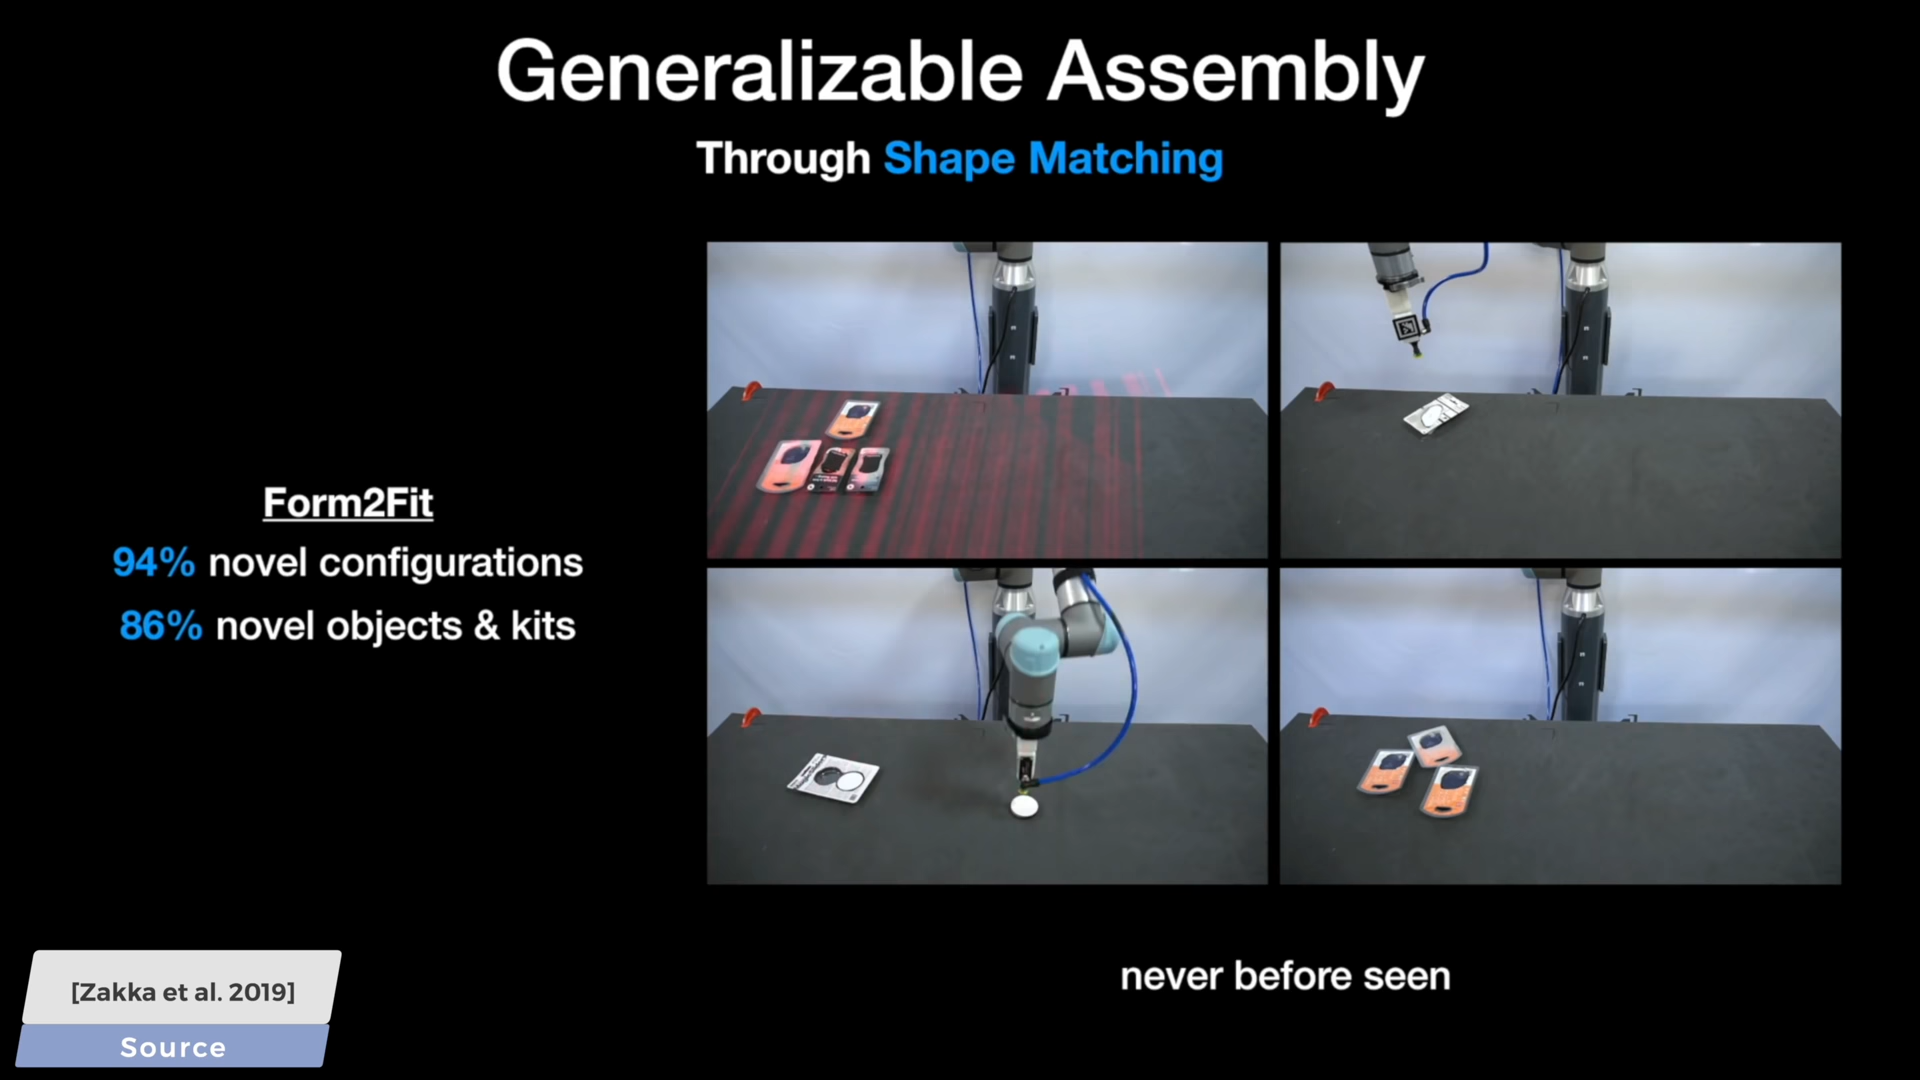 Generalizable Assembly
Through Shape Matching
Form2Fit
94% novel configurations
86% novel objects & kits
never before seen
[Zakka et al. 2019]
Source